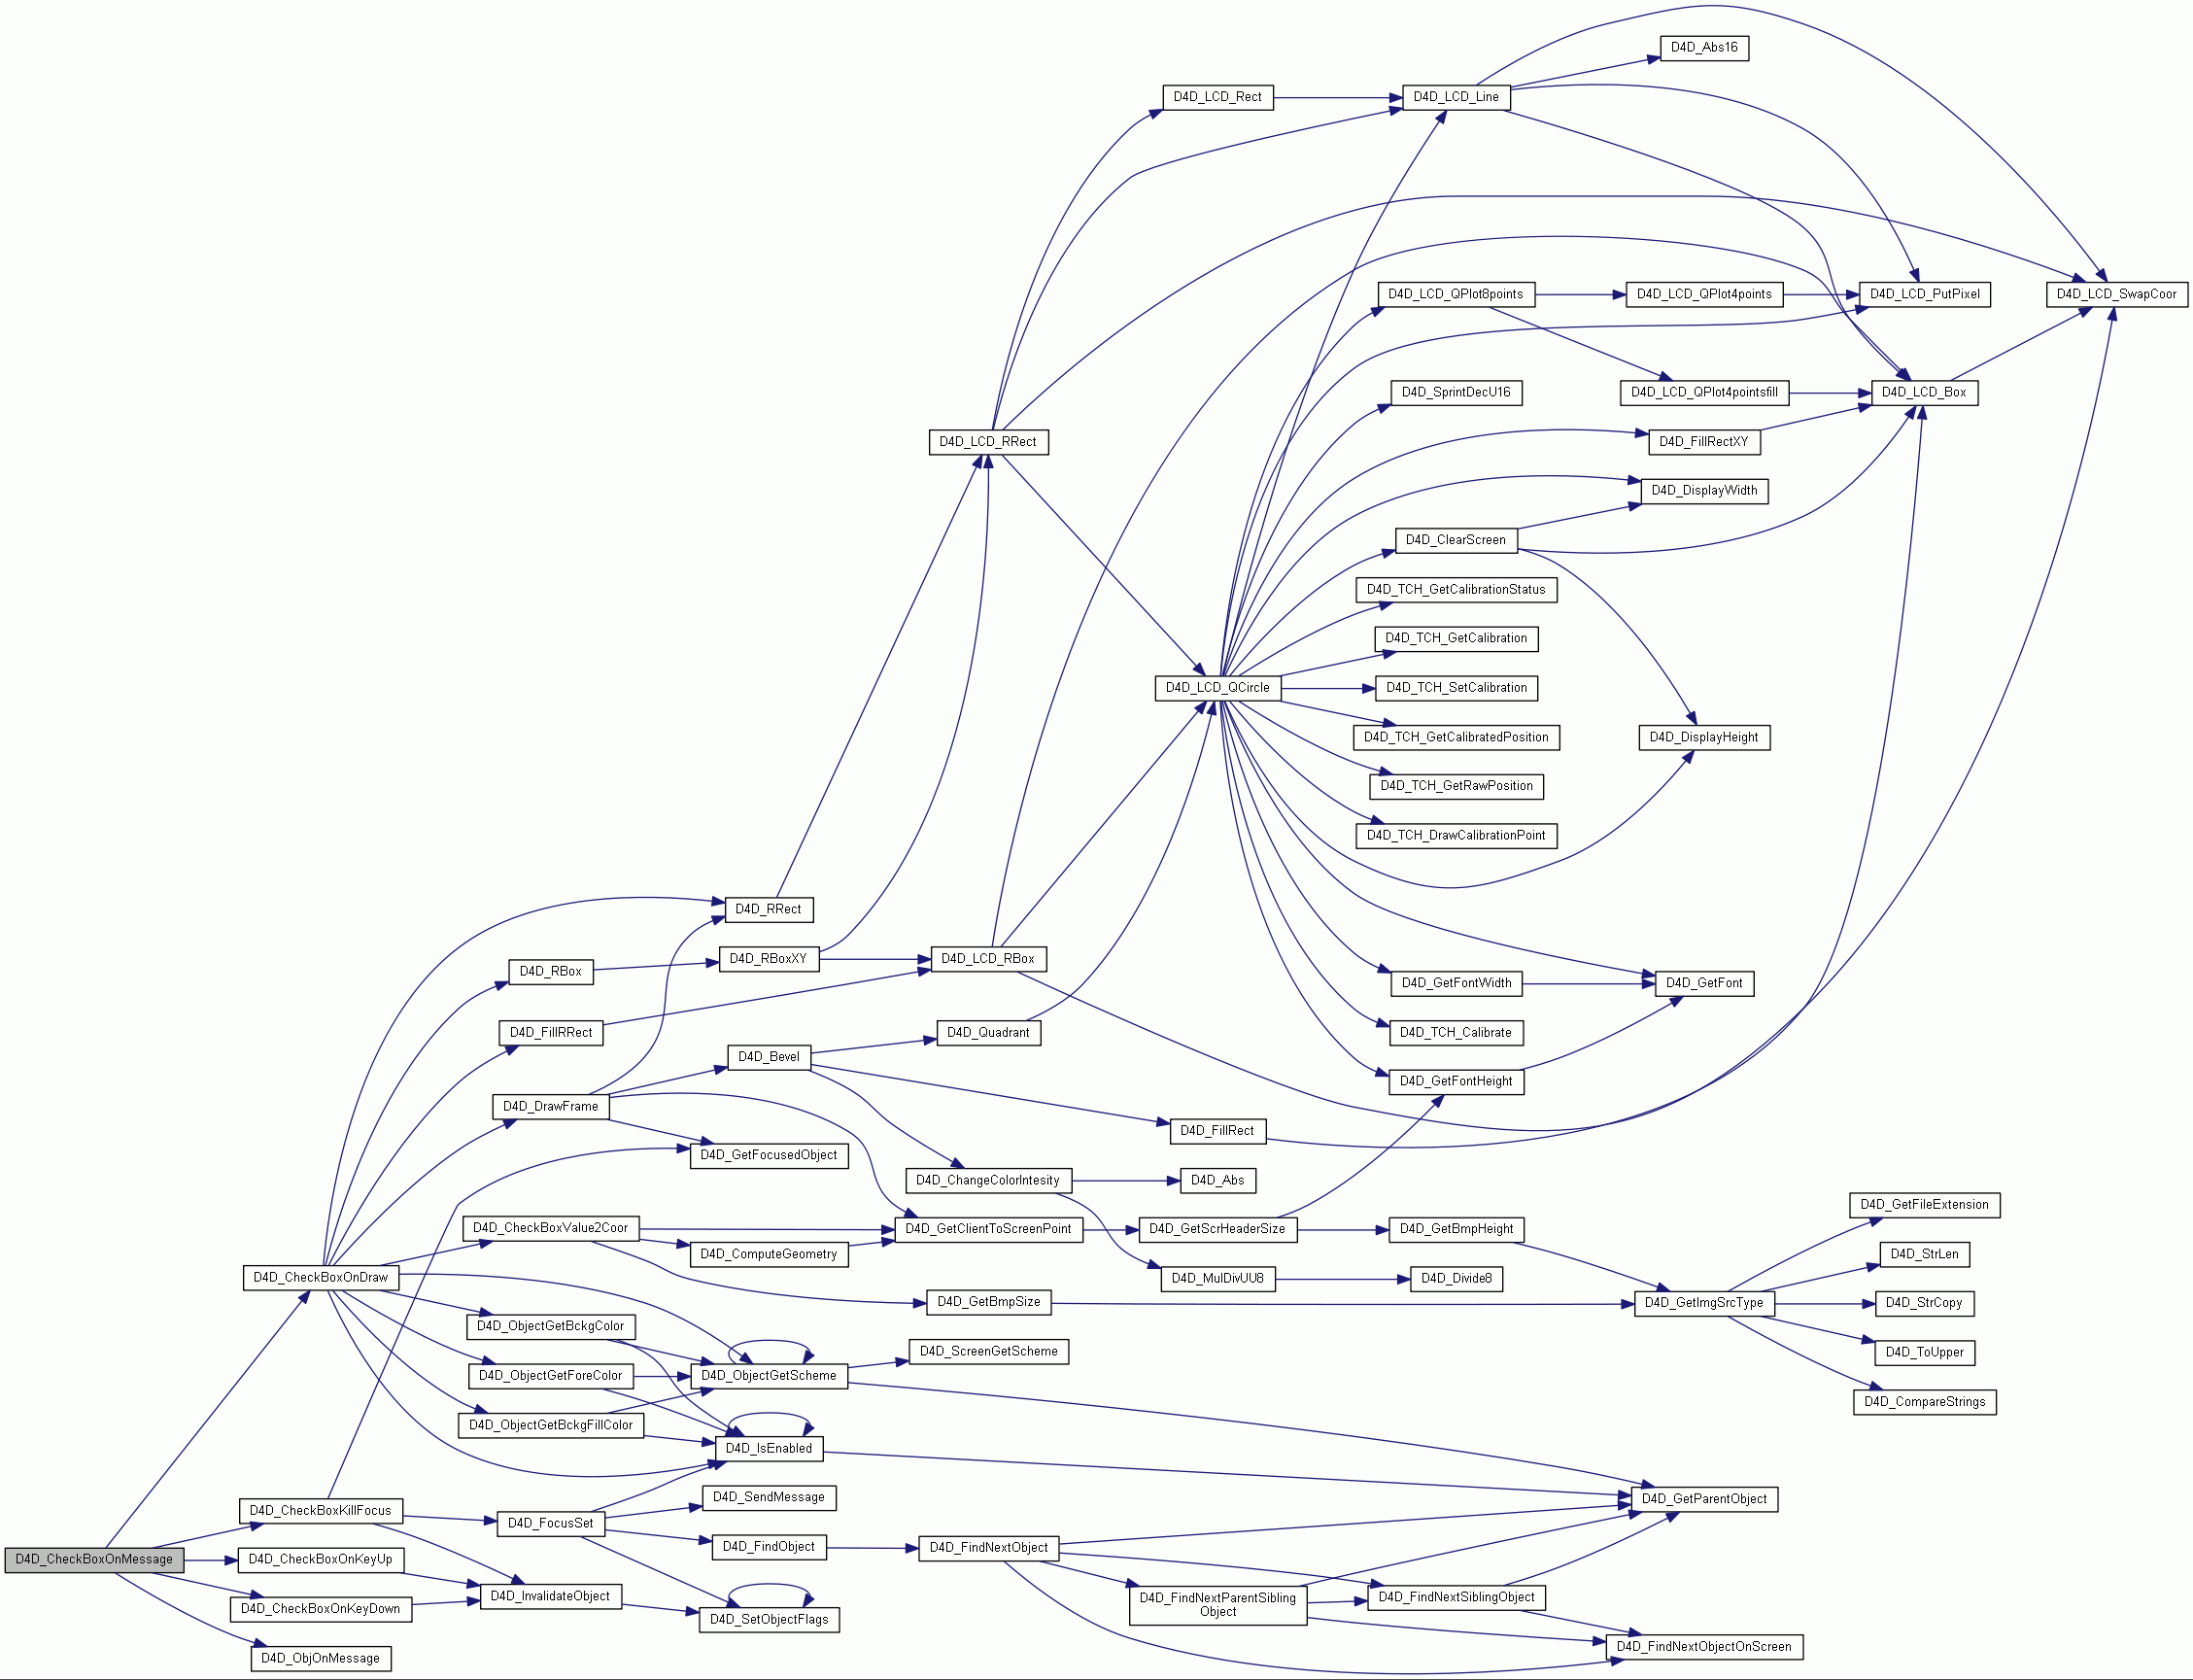 D4D_Abs16
D4D_LCD_Rect
D4D_LCD_Line
D4D_LCD_QPlot8points
D4D_LCD_QPlot4points
D4D_LCD_PutPixel
D4D_LCD_SwapCoor
D4D_SprintDecU16
D4D_LCD_QPlot4pointsfill
D4D_LCD_Box
D4D_LCD_RRect
D4D_FillRectXY
D4D_DisplayWidth
D4D_ClearScreen
D4D_TCH_GetCalibrationStatus
D4D_TCH_GetCalibration
D4D_LCD_QCircle
D4D_TCH_SetCalibration
D4D_TCH_GetCalibratedPosition
D4D_DisplayHeight
D4D_TCH_GetRawPosition
D4D_TCH_DrawCalibrationPoint
D4D_RRect
D4D_RBox
D4D_RBoxXY
D4D_LCD_RBox
D4D_GetFontWidth
D4D_GetFont
D4D_FillRRect
D4D_Quadrant
D4D_TCH_Calibrate
D4D_Bevel
D4D_GetFontHeight
D4D_DrawFrame
D4D_FillRect
D4D_GetFocusedObject
D4D_ChangeColorIntesity
D4D_Abs
D4D_GetFileExtension
D4D_CheckBoxValue2Coor
D4D_GetClientToScreenPoint
D4D_GetScrHeaderSize
D4D_GetBmpHeight
D4D_ComputeGeometry
D4D_StrLen
D4D_CheckBoxOnDraw
D4D_MulDivUU8
D4D_Divide8
D4D_GetBmpSize
D4D_GetImgSrcType
D4D_StrCopy
D4D_ObjectGetBckgColor
D4D_ScreenGetScheme
D4D_ToUpper
D4D_ObjectGetForeColor
D4D_ObjectGetScheme
D4D_CompareStrings
D4D_ObjectGetBckgFillColor
D4D_IsEnabled
D4D_SendMessage
D4D_GetParentObject
D4D_CheckBoxKillFocus
D4D_FocusSet
D4D_FindObject
D4D_FindNextObject
D4D_CheckBoxOnMessage
D4D_CheckBoxOnKeyUp
D4D_InvalidateObject
D4D_FindNextParentSibling
Object
D4D_FindNextSiblingObject
D4D_CheckBoxOnKeyDown
D4D_SetObjectFlags
D4D_FindNextObjectOnScreen
D4D_ObjOnMessage